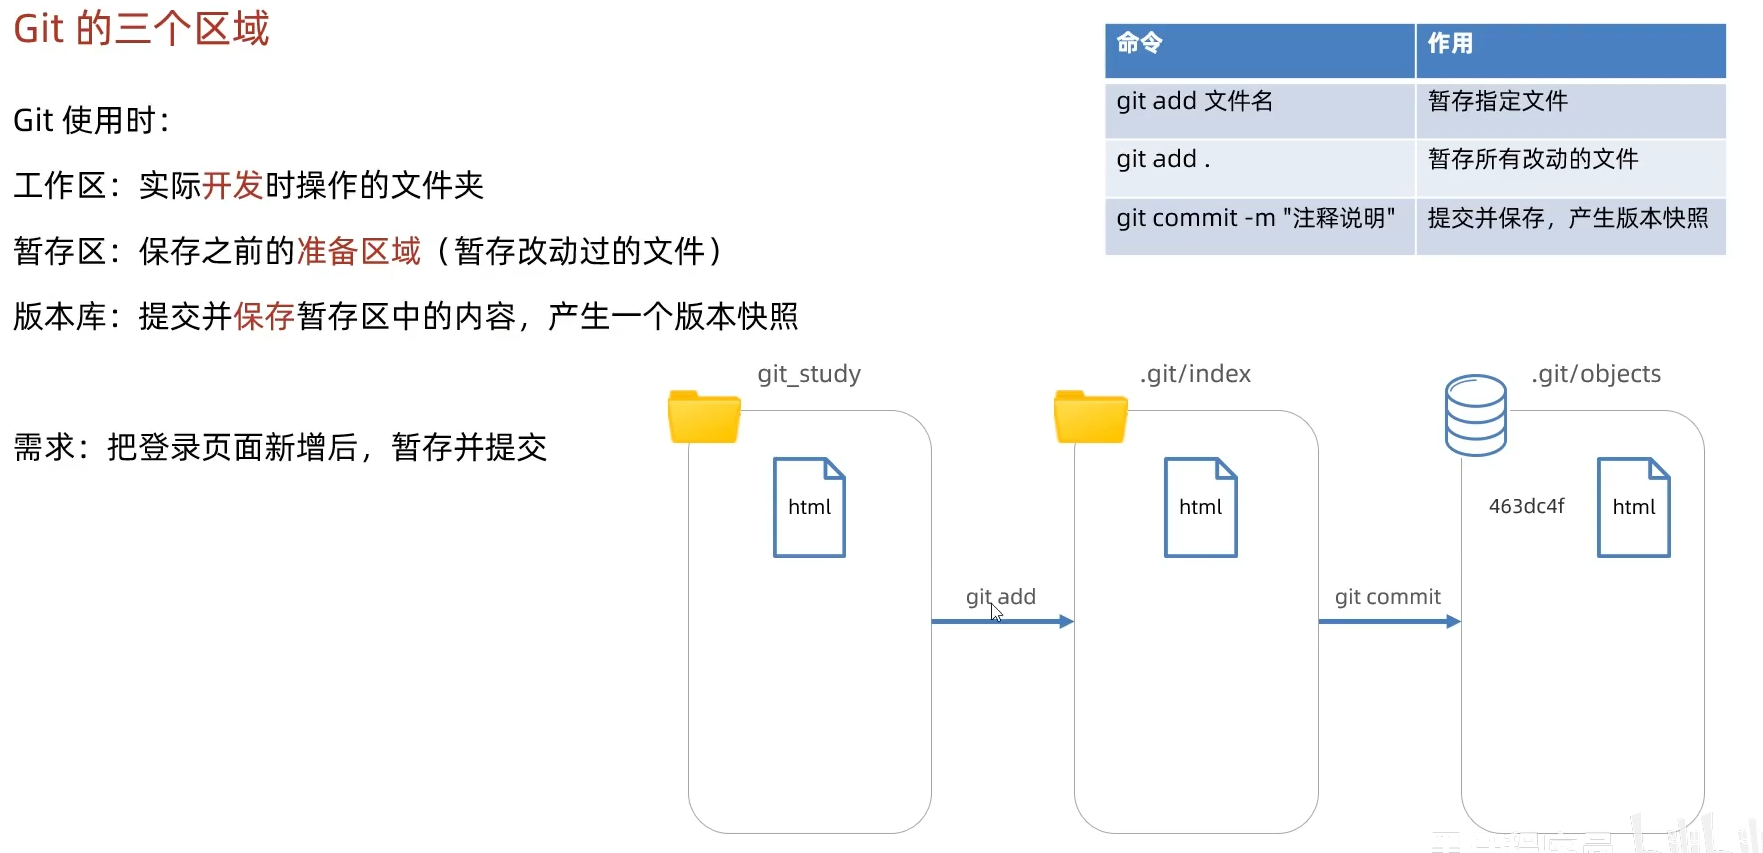 Git 的三个区域
Git 使用时：
工作区：实际开发时操作的文件夹
暂存区：保存之前的准备区域（暂存改动过的文件）
版本库：提交并保存暂存区中的内容，产生一个版本快照
需求：把登录页面新增后，暂存并提交
命令 作用
git add 文件名 暂存指定文件
git add . 暂存所有改动的文件
git commit -m "注释说明" 提交并保存，产生版本快照
git_study
.git/index
.git/objects
html
html
463dc4f
html
git add
git commit